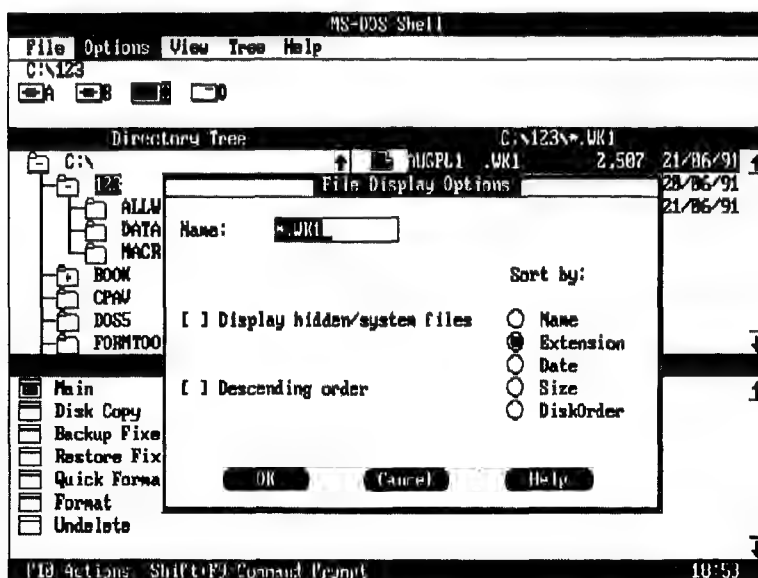 MS-DOS Shell
File Options View Tree Help
C:\123
A B D
Directory Tree C:\123\*.WK1
C:\ AUGPL1 .WK1 2,507 21/06/91
123 File Display Options 20/06/91
ALLW 21/06/91
DATA Name: *.WK1
MACR
BOOK Sort by:
CPAV
DOS5 [ ] Display hidden/system files Name
FORMTOO Extension
Date
Main [ ] Descending order Size
Disk Copy DiskOrder
Backup Fixe
Restore Fix
Quick Forma OK Cancel Help
Format
Undelete
F10=Actions Shift+F9=Command Prompt 18:53